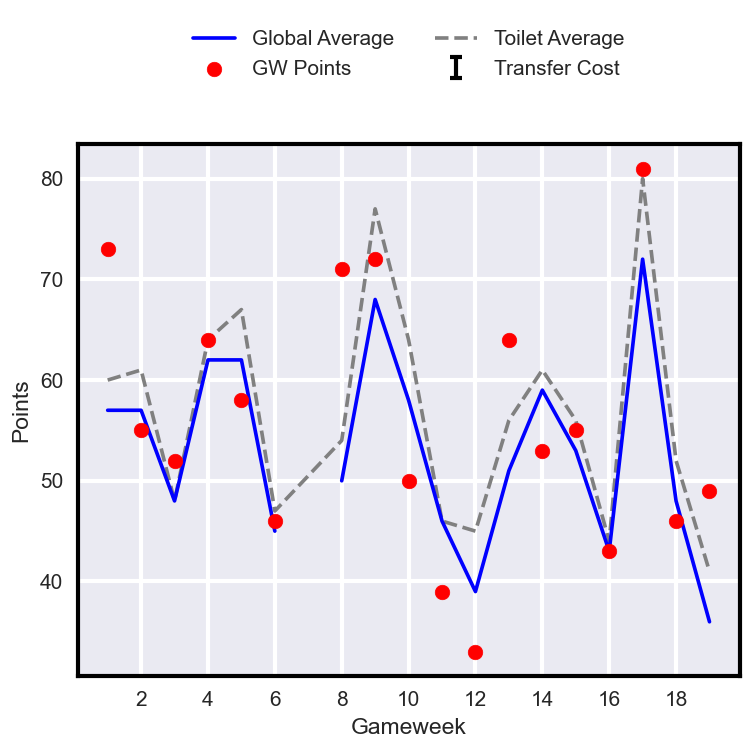 Global Average
GW Points
Toilet Average
Transfer Cost
80
70
60
50
40
Points
2 4 6 8 10 12 14 16 18
Gameweek